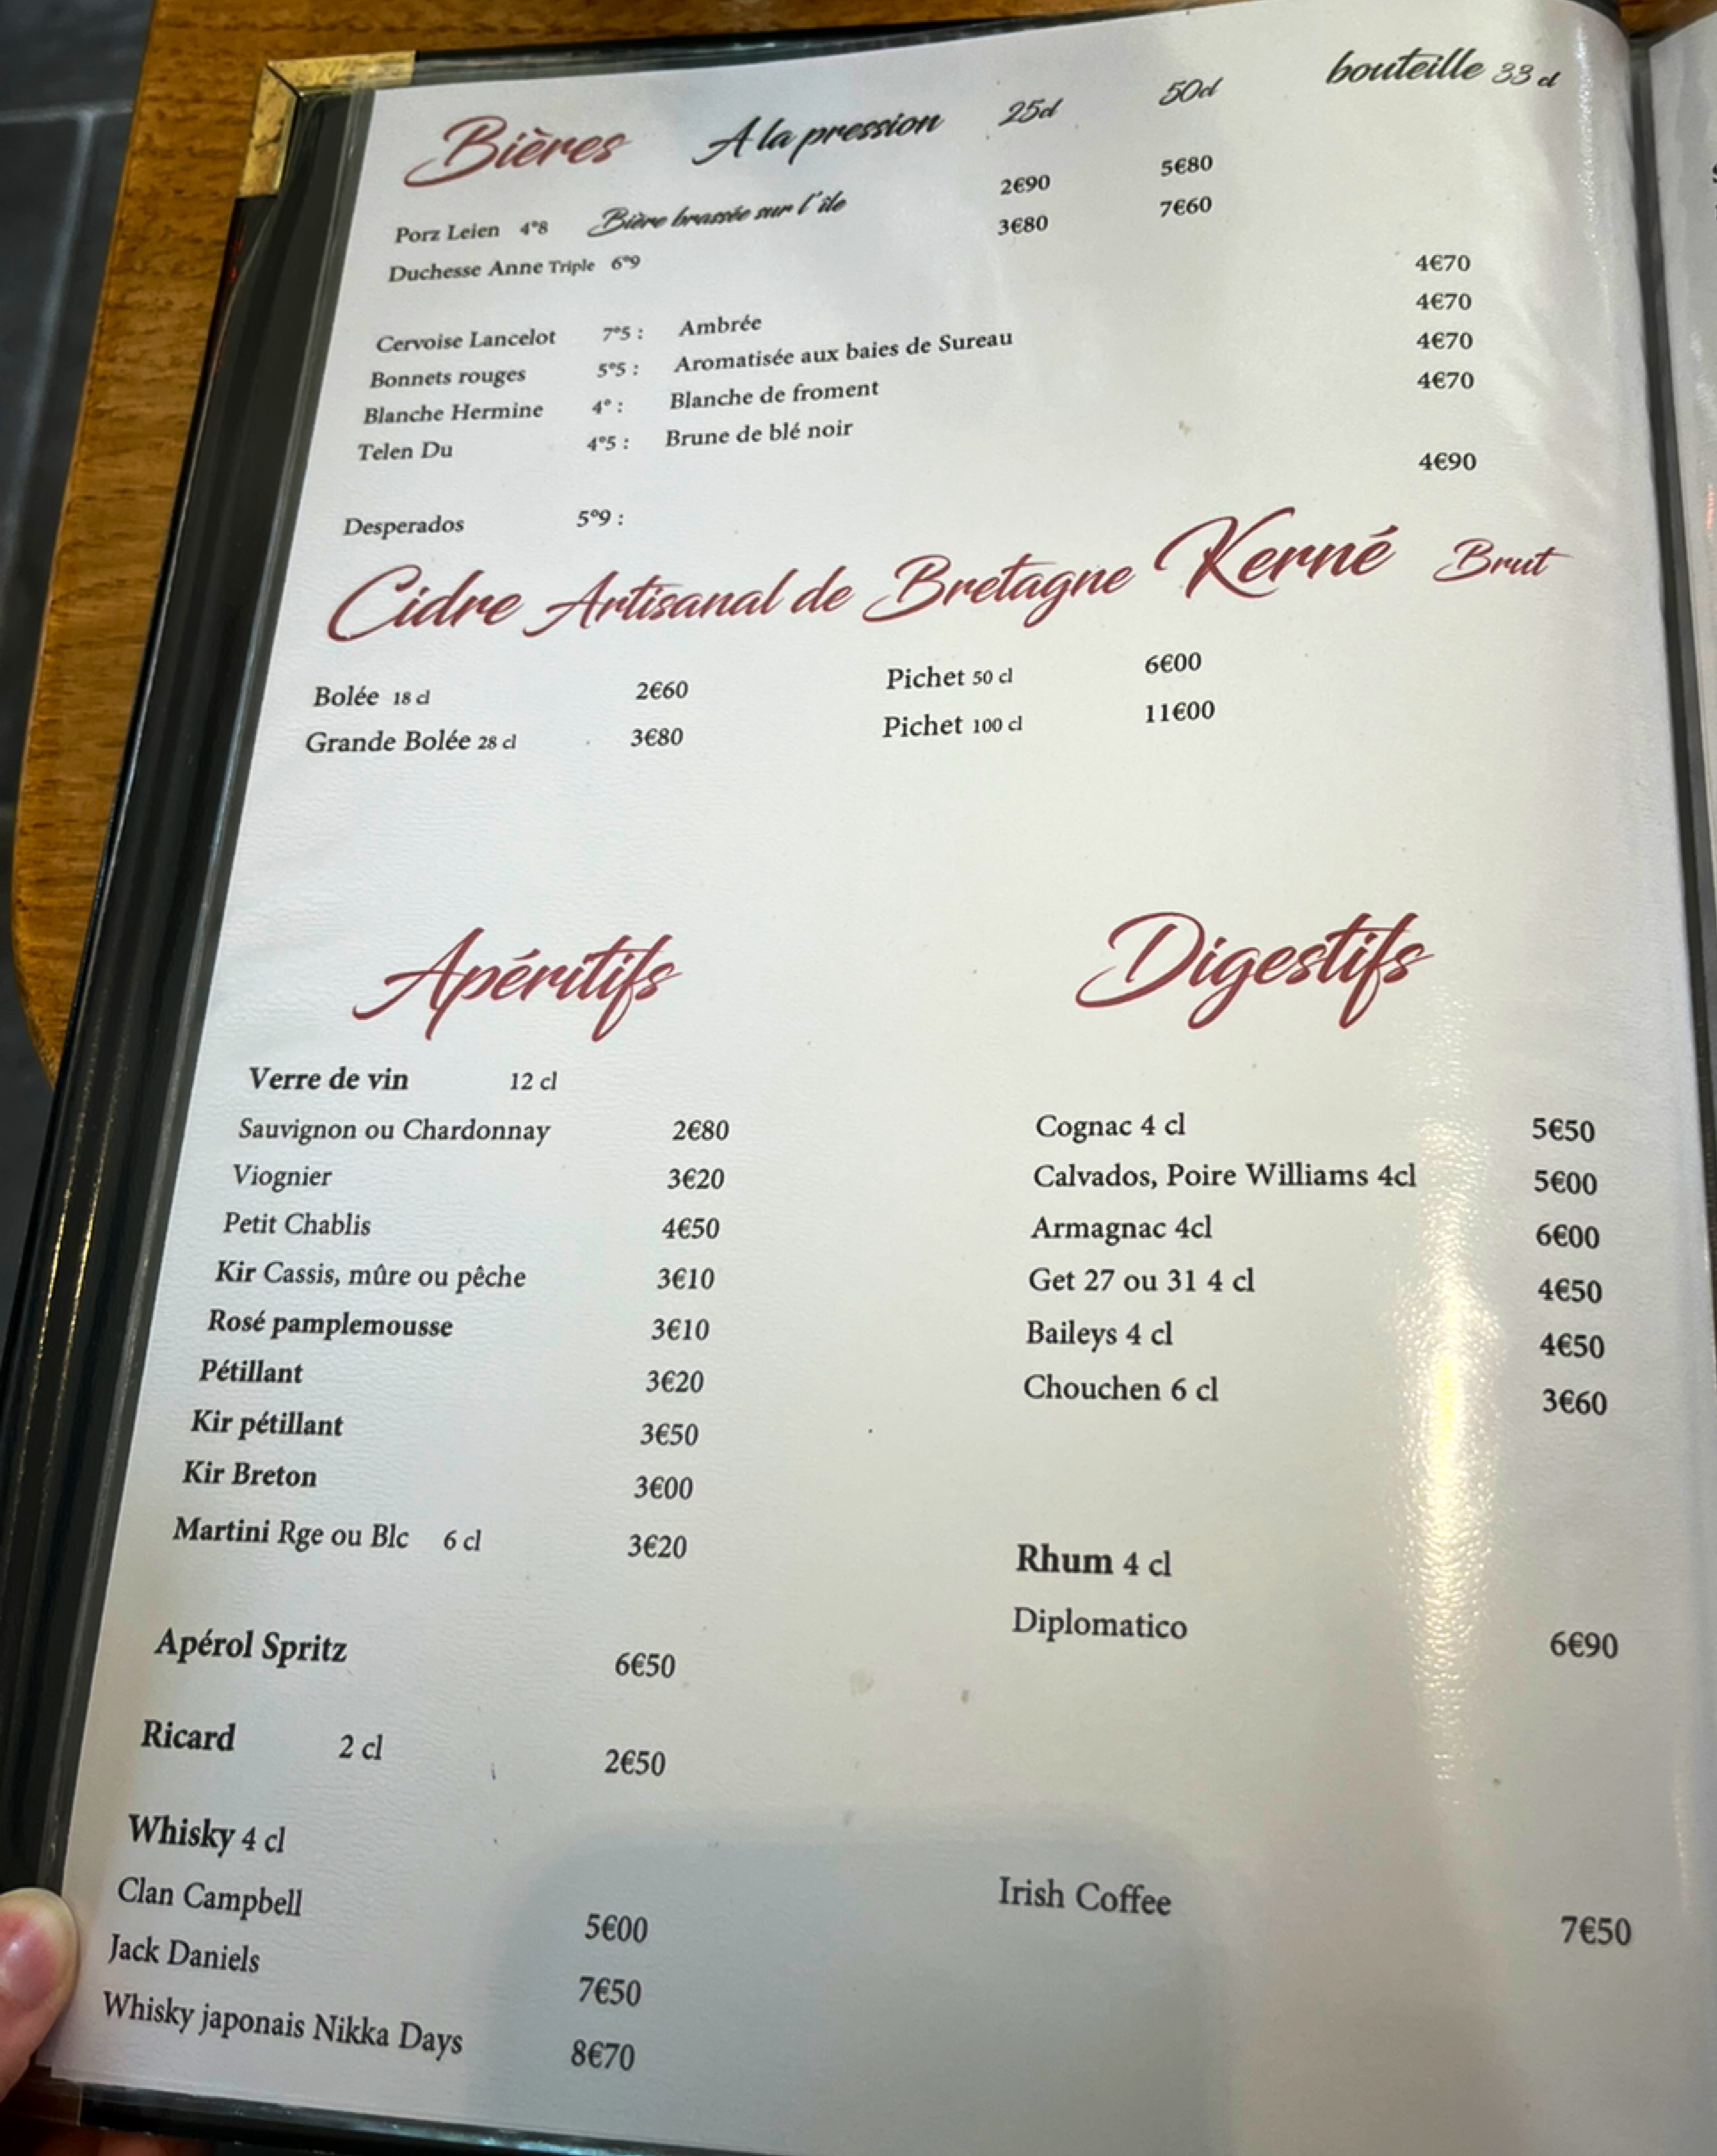 Bières A la pression 25cl 50cl bouteille 33 cl
Porz Leien 4°8 Bière brassée sur l'île 2€90 5€80
Duchesse Anne Triple 6°9 3€80 7€60
Cervoise Lancelot 7°5 : Ambrée 4€70
Bonnets rouges 5°5 : Aromatisée aux baies de Sureau 4€70
Blanche Hermine 4° : Blanche de froment 4€70
Telen Du 4°5 : Brune de blé noir 4€70
Desperados 5°9 : 4€90
Cidre Artisanal de Bretagne Kerné Brut
Bolée 18 cl 2€60 Pichet 50 cl 6€00
Grande Bolée 28 cl 3€80 Pichet 100 cl 11€00
Apéritifs
Verre de vin 12 cl
Sauvignon ou Chardonnay 2€80
Viognier 3€20
Petit Chablis 4€50
Kir Cassis, mûre ou pêche 3€10
Rosé pamplemousse 3€10
Pétillant 3€20
Kir pétillant 3€50
Kir Breton 3€00
Martini Rge ou Blc 6 cl 3€20
Apérol Spritz 6€50
Ricard 2 cl 2€50
Whisky 4 cl
Clan Campbell 5€00
Jack Daniels 7€50
Whisky japonais Nikka Days 8€70
Digestifs
Cognac 4 cl 5€50
Calvados, Poire Williams 4cl 5€00
Armagnac 4cl 6€00
Get 27 ou 31 4 cl 4€50
Baileys 4 cl 4€50
Chouchen 6 cl 3€60
Rhum 4 cl
Diplomatico 6€90
Irish Coffee 7€50